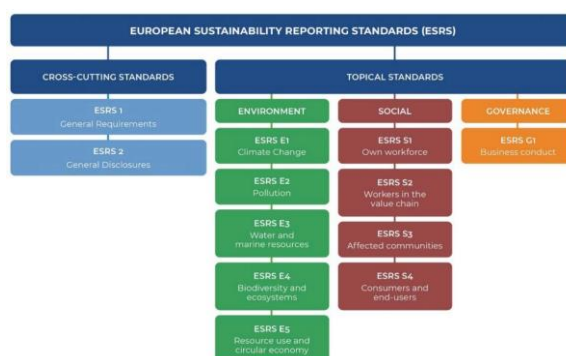 EUROPEAN SUSTAINABILITY REPORTING STANDARDS (ESRS)
CROSS-CUTTING STANDARDS
TOPICAL STANDARDS
ESRS 1
General Requirements
ESRS 2
General Disclosures
ENVIRONMENT
ESRS E1
Climate Change
ESRS E2
Pollution
ESRS E3
Water and
marine resources
ESRS E4
Biodiversity and
ecosystems
ESRS E5
Resource use and
circular economy
SOCIAL
ESRS S1
Own workforce
ESRS S2
Workers in the
value chain
ESRS S3
Affected communities
ESRS S4
Consumers and
end-users
GOVERNANCE
ESRS G1
Business conduct